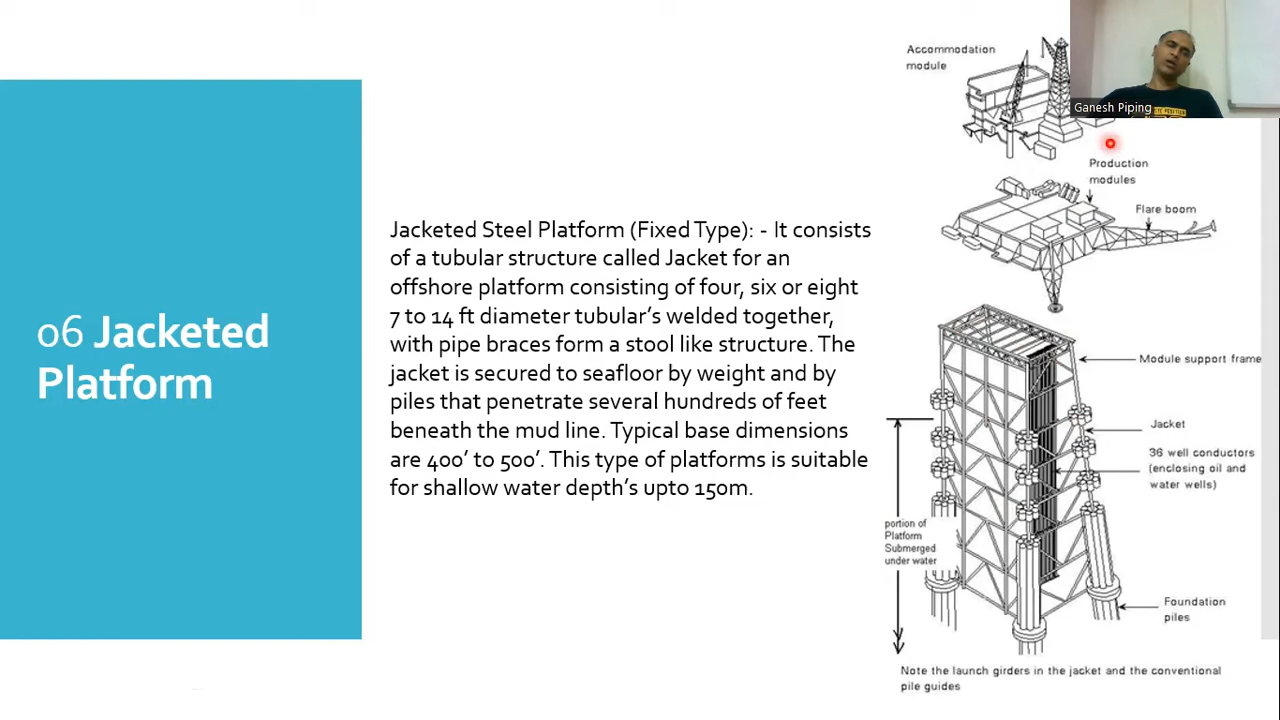 06 Jacketed
Platform
Jacketed Steel Platform (Fixed Type): - It consists
of a tubular structure called Jacket for an
offshore platform consisting of four, six or eight
7 to 14 ft diameter tubular’s welded together,
with pipe braces form a stool like structure. The
jacket is secured to seafloor by weight and by
piles that penetrate several hundreds of feet
beneath the mud line. Typical base dimensions
are 400’ to 500’. This type of platforms is suitable
for shallow water depth’s upto 150m.
Accommodation
module
Ganesh Piping
Production
modules
Flare boom
Module support frame
Jacket
36 well conductors
(enclosing oil and
water wells)
portion of
Platform
Submerged
under water
Foundation
piles
Note the launch girders in the jacket and the conventional
pile guides